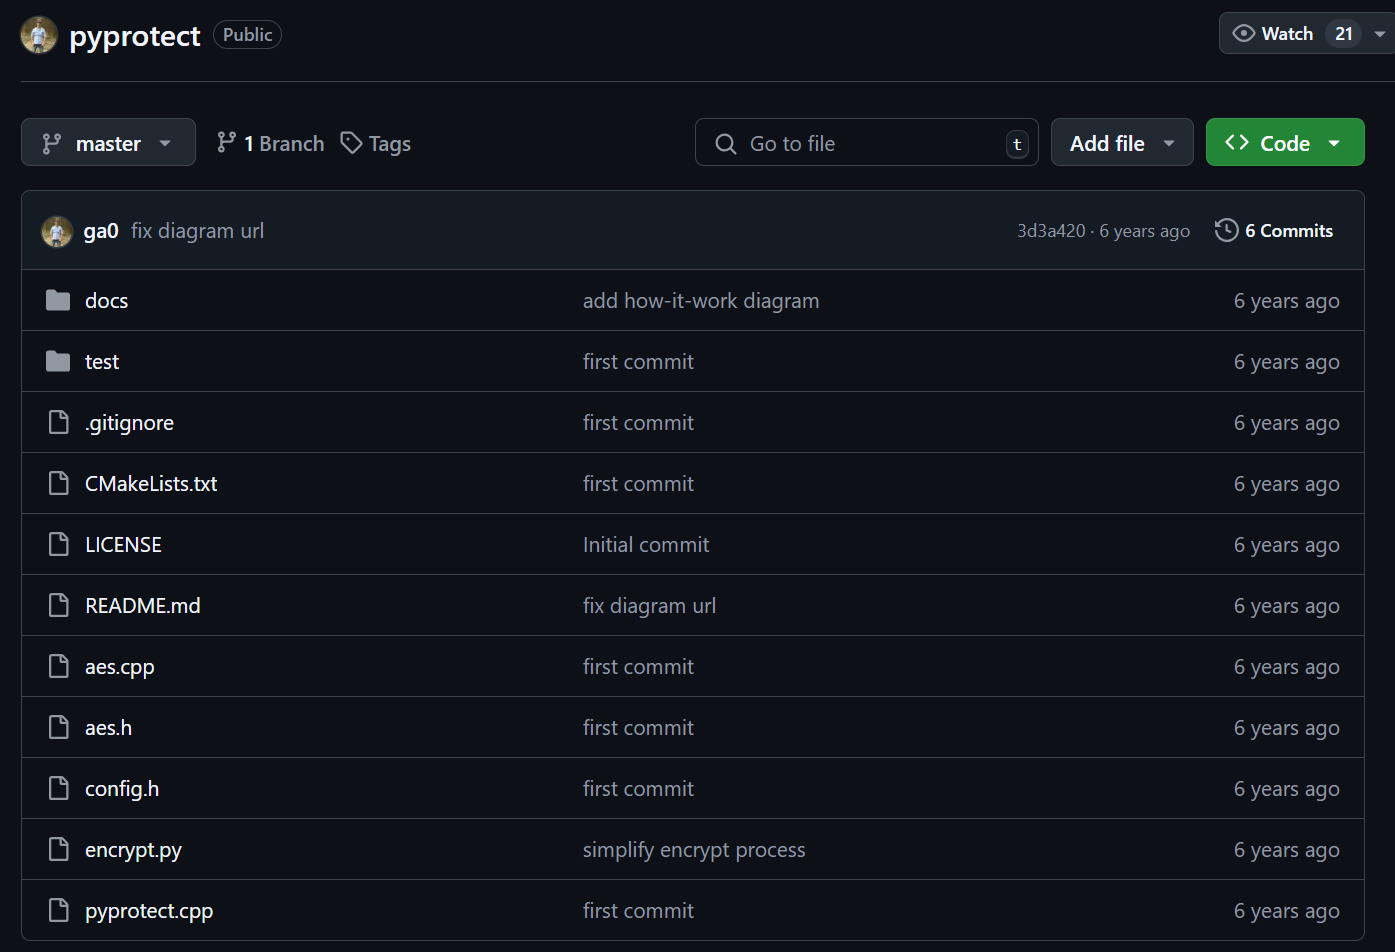 pyprotect Public Watch 21
master 1 Branch Tags Go to file t Add file Code
ga0 fix diagram url 3d3a420 · 6 years ago 6 Commits
docs add how-it-work diagram 6 years ago
test first commit 6 years ago
.gitignore first commit 6 years ago
CMakeLists.txt first commit 6 years ago
LICENSE Initial commit 6 years ago
README.md fix diagram url 6 years ago
aes.cpp first commit 6 years ago
aes.h first commit 6 years ago
config.h first commit 6 years ago
encrypt.py simplify encrypt process 6 years ago
pyprotect.cpp first commit 6 years ago